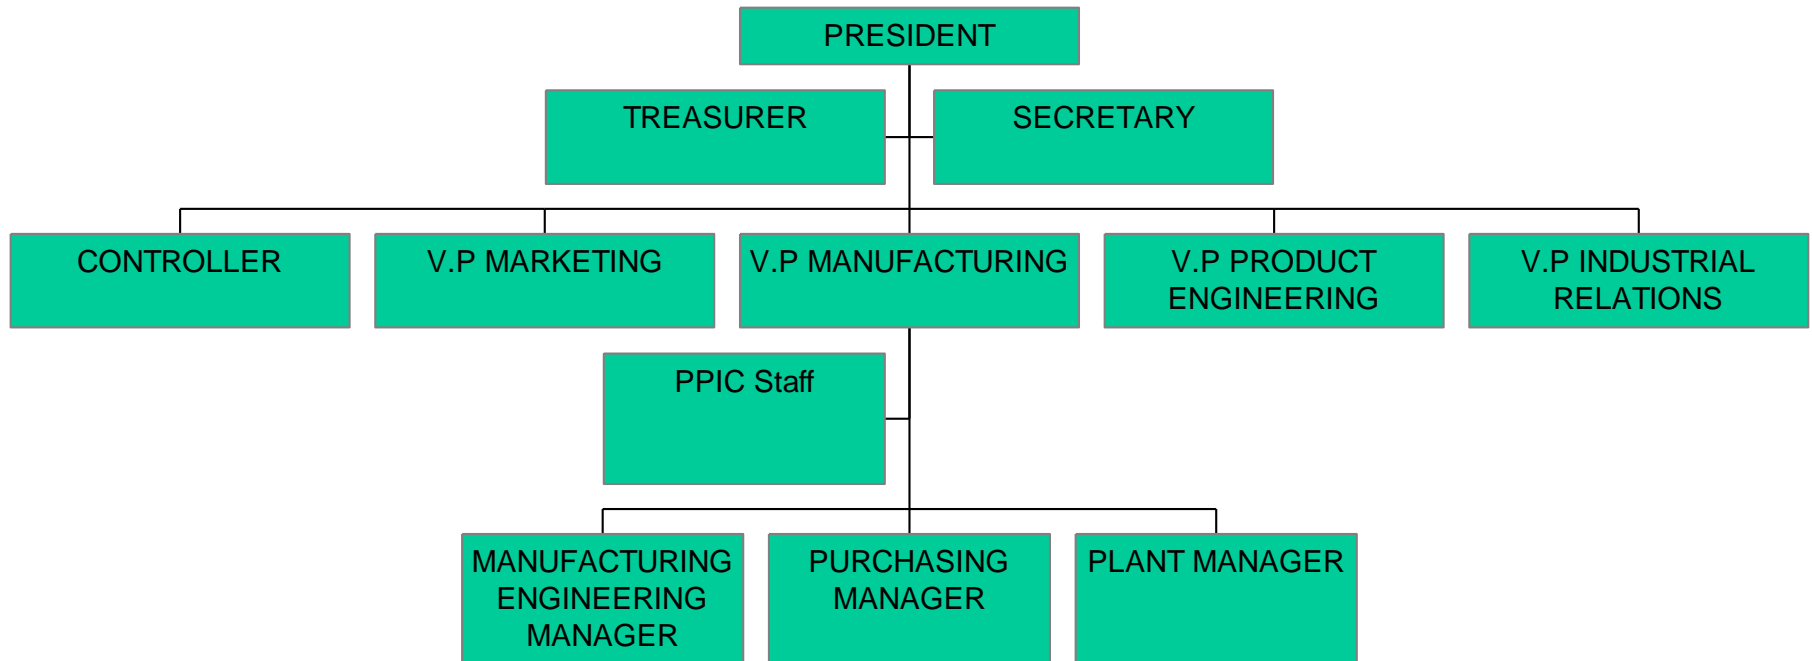 PRESIDENT
TREASURER
SECRETARY
CONTROLLER
V.P MARKETING
V.P MANUFACTURING
V.P PRODUCT
ENGINEERING
V.P INDUSTRIAL
RELATIONS
PPIC Staff
MANUFACTURING
ENGINEERING
MANAGER
PURCHASING
MANAGER
PLANT MANAGER